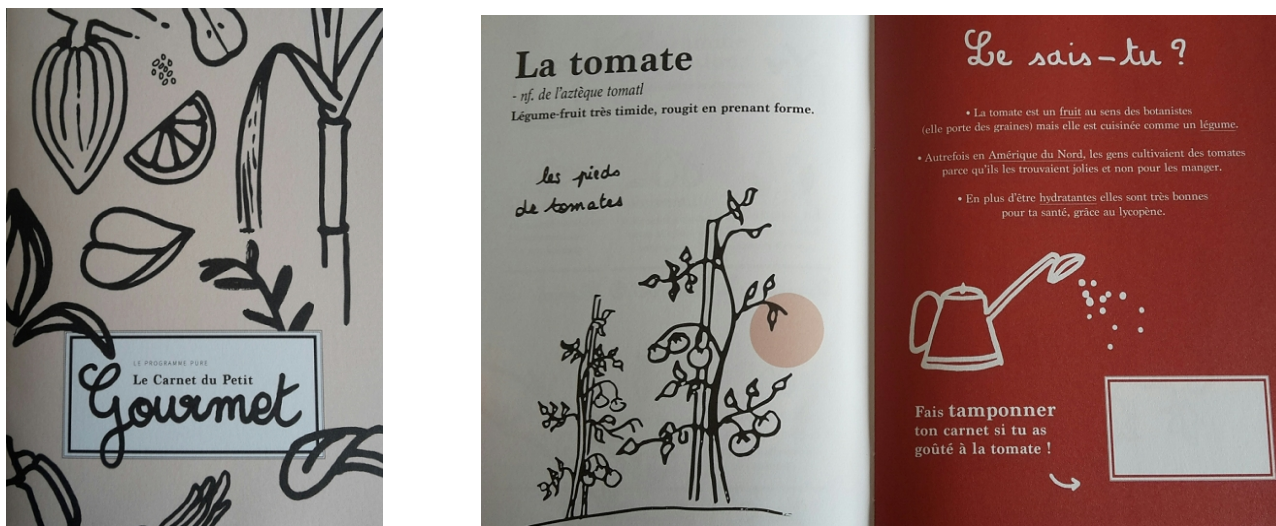 LE PROGRAMME PURE
Le Carnet du Petit
Gourmet
La tomate
- nf. de l'aztèque tomatl
Légume-fruit très timide, rougit en prenant forme.
les pieds
de tomates
Le sais-tu ?
• La tomate est un fruit au sens des botanistes
(elle porte des graines) mais elle est cuisinée comme un légume.
• Autrefois en Amérique du Nord, les gens cultivaient des tomates
parce qu'ils les trouvaient jolies et non pour les manger.
• En plus d'être hydratantes elles sont très bonnes
pour ta santé, grâce au lycopène.
Fais tamponner
ton carnet si tu as
goûté à la tomate !